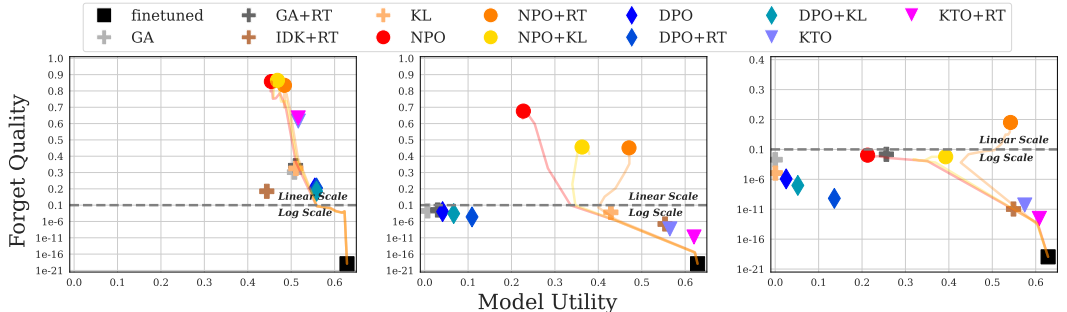 finetuned GA+RT KL NPO+RT DPO DPO+KL KTO+RT
GA IDK+RT NPO NPO+KL DPO+RT KTO
Forget Quality
1.0
0.9
0.8
0.7
0.6
0.5
0.4
0.3
0.2
0.1
1e-6
1e-11
1e-16
1e-21
Linear Scale
Log Scale
0.0 0.1 0.2 0.3 0.4 0.5 0.6
1.0
0.9
0.8
0.7
0.6
0.5
0.4
0.3
0.2
0.1
1e-6
1e-11
1e-16
1e-21
Linear Scale
Log Scale
0.0 0.1 0.2 0.3 0.4 0.5 0.6
0.4
0.3
0.2
0.1
1e-6
1e-11
1e-16
1e-21
Linear Scale
Log Scale
0.0 0.1 0.2 0.3 0.4 0.5 0.6
Model Utility